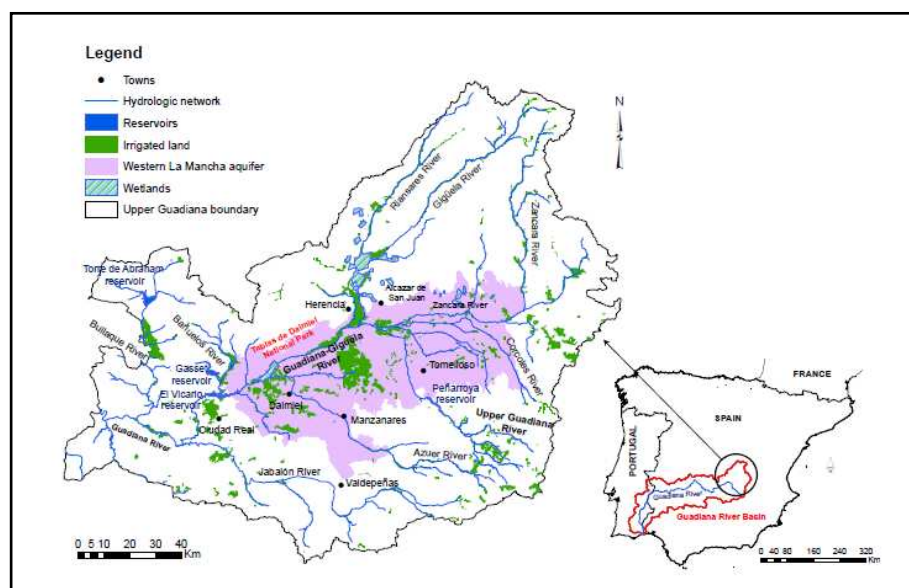 Legend
Towns
Hydrologic network
Reservoirs
Irrigated land
Western La Mancha aquifer
Wetlands
Upper Guadiana boundary
N
Riansares River
Gigüela River
Zancara River
Torre de Abraham
reservoir
Bullaque River
Bañuelos River
Gasset
reservoir
El Vicario
reservoir
Herencia
Alcazar de
San Juan
Zancara River
Tablas de Daimiel
National Park
Guadiana-Gigüela
River
Corcoles River
Tomelloso
Peñarroya
reservoir
Daimiel
Manzanares
Upper Guadiana
River
Ciudad Real
Guadiana River
Azuer River
Jabalón River
Valdepeñas
0 5 10 20 30 40
Km
FRANCE
SPAIN
PORTUGAL
Guadiana River
Guadiana River Basin
0 40 80 160 240 320
Km